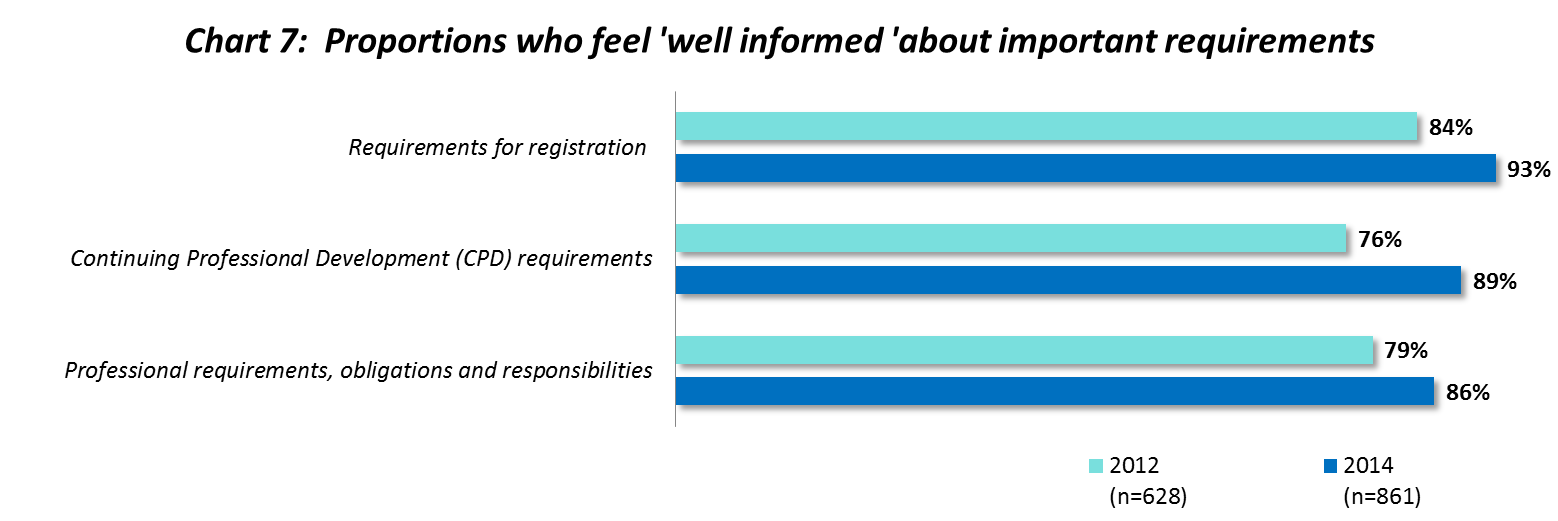 Chart 7:  Proportions who feel 'well informed 'about important requirements
Requirements for registration
84%
93%
Continuing Professional Development (CPD) requirements
76%
89%
Professional requirements, obligations and responsibilities
79%
86%
2012
(n=628)
2014
(n=861)